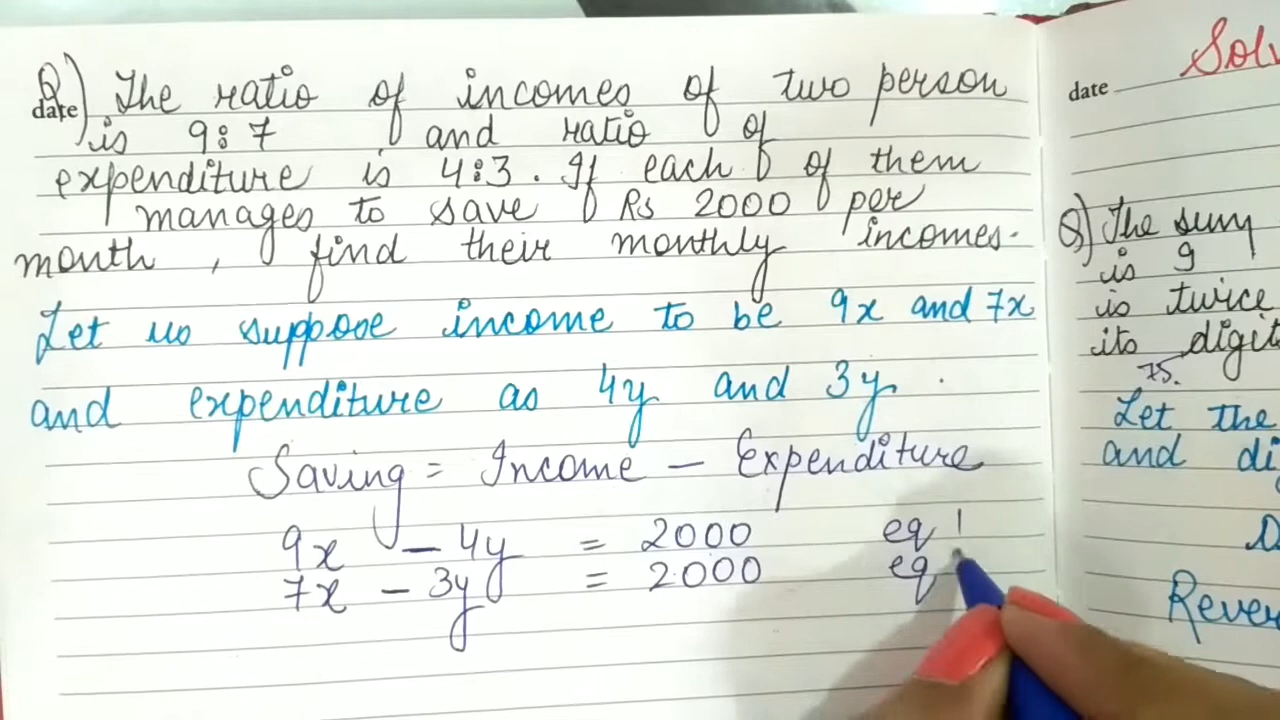 Q) The ratio of incomes of two person
date
is 9:7 and ratio of
expenditure is 4:3. If each of them
manages to save Rs 2000 per
month, find their monthly incomes.
Let us suppose income to be 9x and 7x
and expenditure as 4y and 3y.
Saving = Income - Expenditure
9x - 4y = 2000 eq 1
7x - 3y = 2000 eq
date
Q) The sum
is 9
is twice
its digit
75.
Let the
and di
Rever